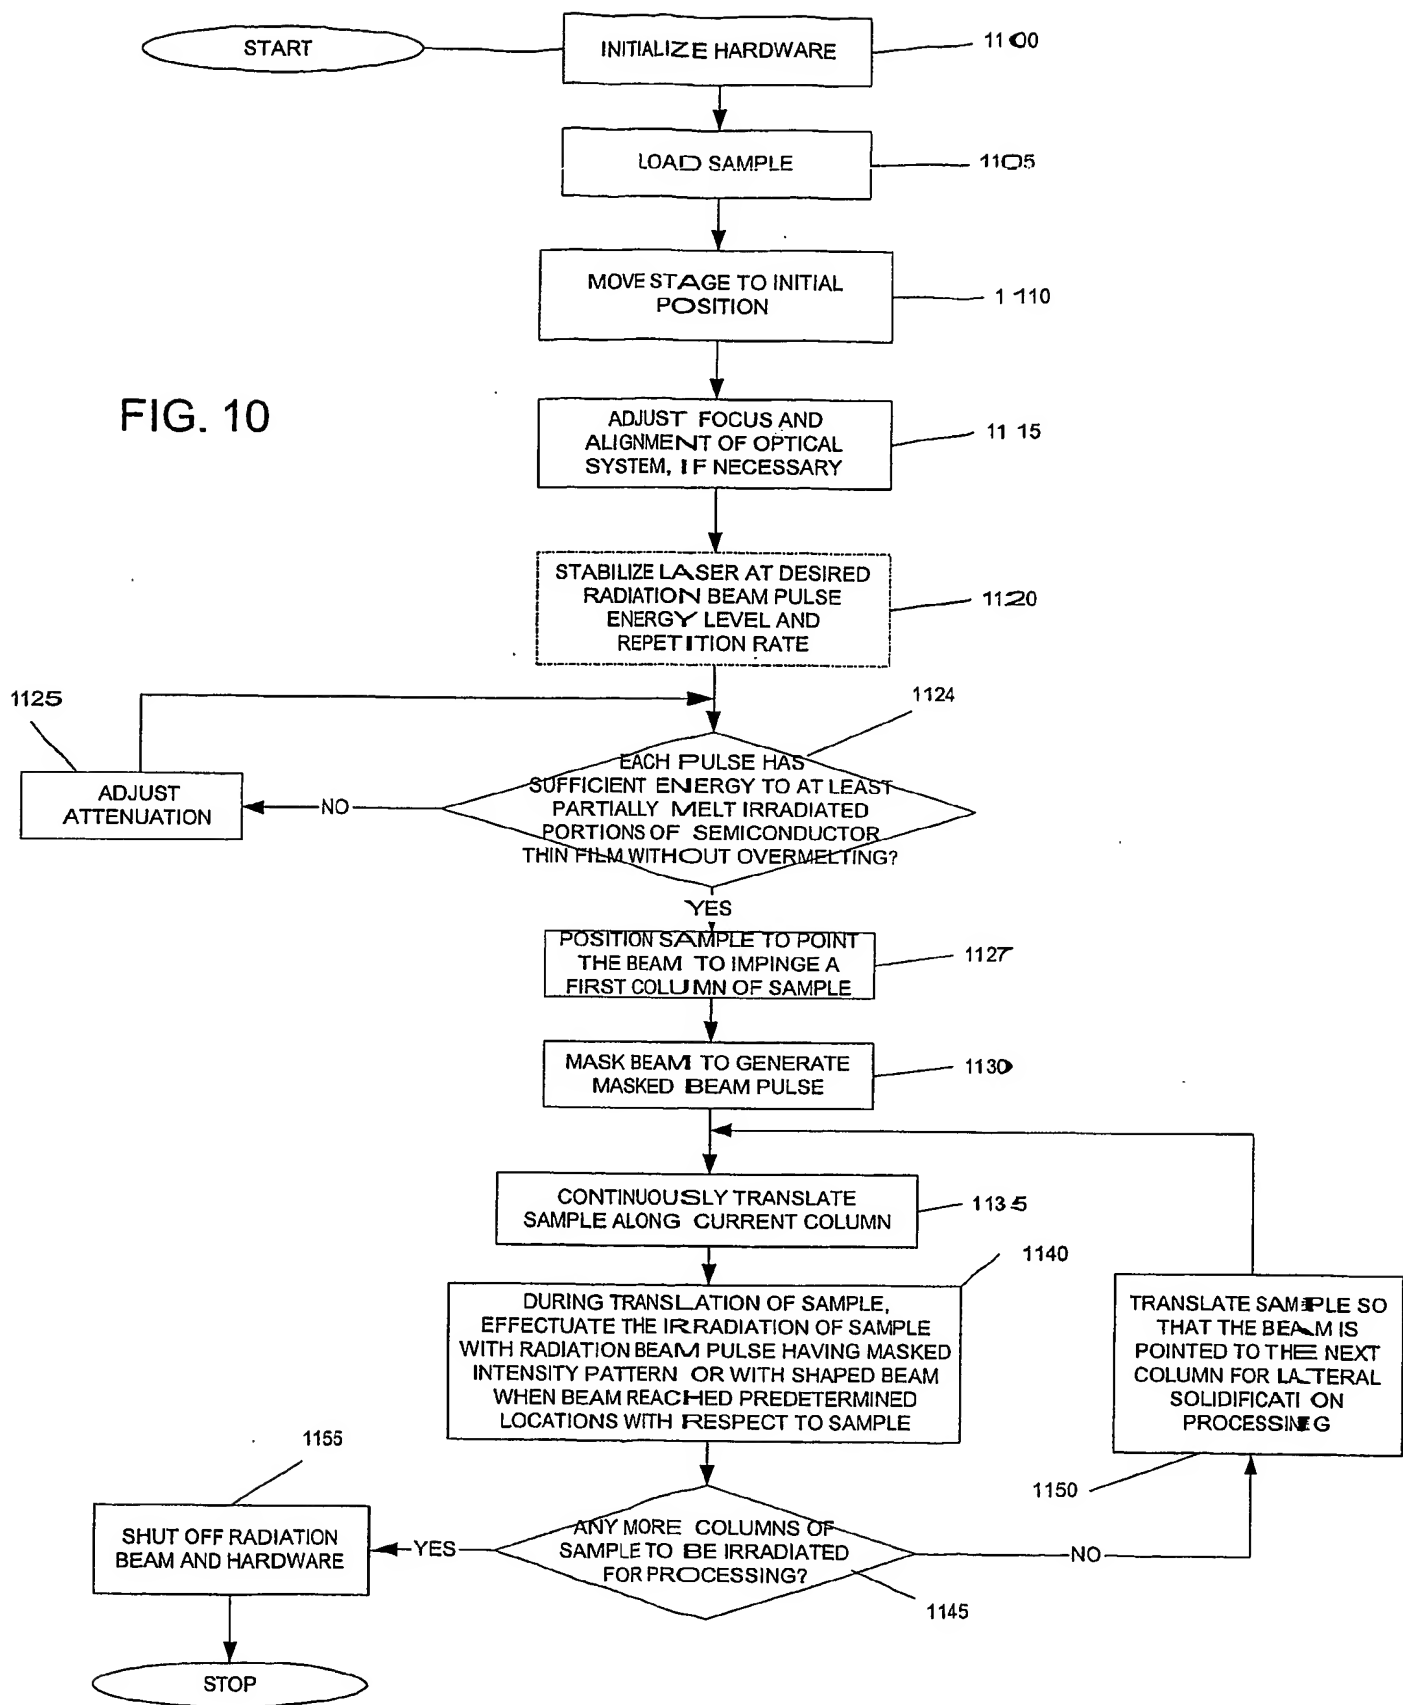 START
INITIALIZE HARDWARE
1100
LOAD SAMPLE
1105
MOVE STAGE TO INITIAL
POSITION
1110
FIG. 10
ADJUST FOCUS AND
ALIGNMENT OF OPTICAL
SYSTEM, IF NECESSARY
1115
STABILIZE LASER AT DESIRED
RADIATION BEAM PULSE
ENERGY LEVEL AND
REPETITION RATE
1120
1125
ADJUST
ATTENUATION
NO
1124
EACH PULSE HAS
SUFFICIENT ENERGY TO AT LEAST
PARTIALLY MELT IRRADIATED
PORTIONS OF SEMICONDUCTOR
THIN FILM WITHOUT OVERMELTING?
YES
POSITION SAMPLE TO POINT
THE BEAM TO IMPINGE A
FIRST COLUMN OF SAMPLE
1127
MASK BEAM TO GENERATE
MASKED BEAM PULSE
1130
CONTINUOUSLY TRANSLATE
SAMPLE ALONG CURRENT COLUMN
1135
1140
DURING TRANSLATION OF SAMPLE,
EFFECTUATE THE IRRADIATION OF SAMPLE
WITH RADIATION BEAM PULSE HAVING MASKED
INTENSITY PATTERN OR WITH SHAPED BEAM
WHEN BEAM REACHED PREDETERMINED
LOCATIONS WITH RESPECT TO SAMPLE
TRANSLATE SAMPLE SO
THAT THE BEAM IS
POINTED TO THE NEXT
COLUMN FOR LATERAL
SOLIDIFICATION
PROCESSING
1150
1155
SHUT OFF RADIATION
BEAM AND HARDWARE
YES
ANY MORE COLUMNS OF
SAMPLE TO BE IRRADIATED
FOR PROCESSING?
NO
1145
STOP